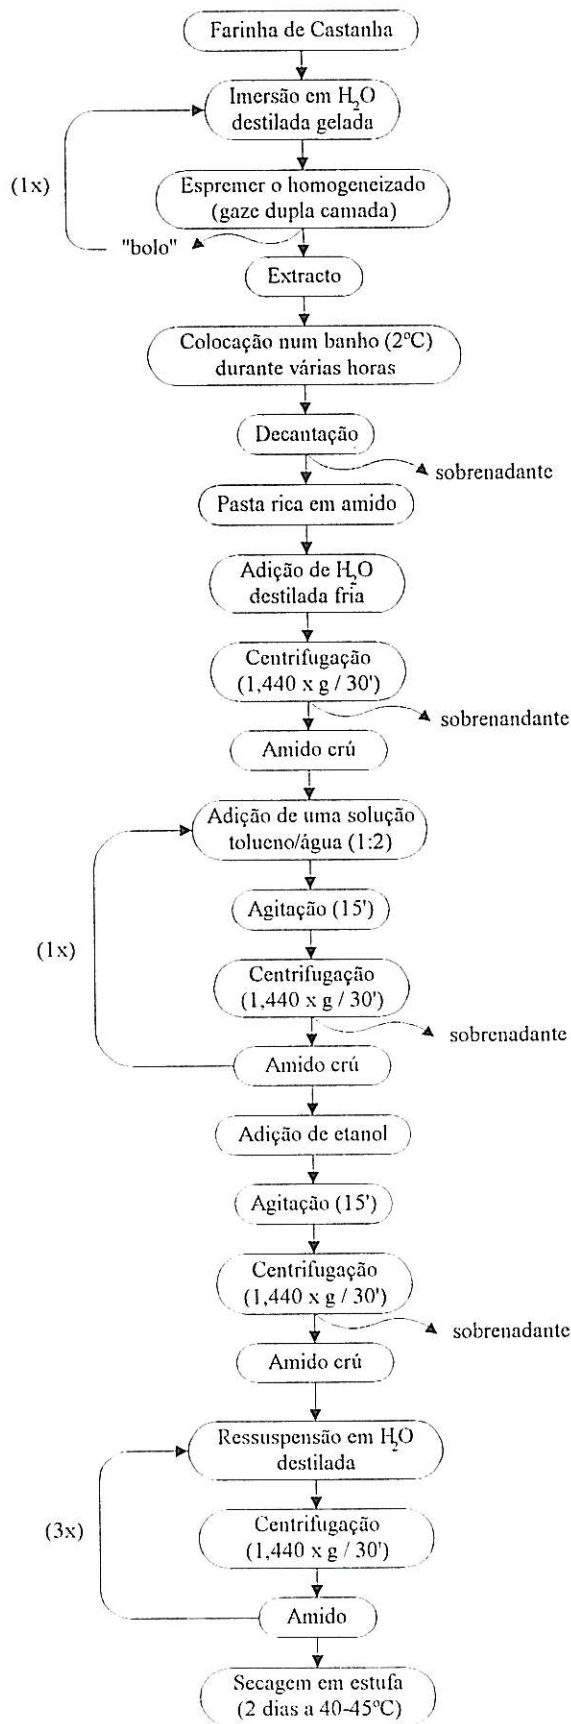 Farinha de Castanha
Imersão em H₂O
destilada gelada
(1x)
Espremer o homogeneizado
(gaze dupla camada)
"bolo"
Extracto
Colocação num banho (2ºC)
durante várias horas
Decantação
sobrenadante
Pasta rica em amido
Adição de H₂O
destilada fria
Centrifugação
(1,440 x g / 30')
sobrenandante
Amido crú
Adição de uma solução
tolueno/água (1:2)
Agitação (15')
(1x)
Centrifugação
(1,440 x g / 30')
sobrenadante
Amido crú
Adição de etanol
Agitação (15')
Centrifugação
(1,440 x g / 30')
sobrenadante
Amido crú
Ressuspensão em H₂O
destilada
(3x)
Centrifugação
(1,440 x g / 30')
Amido
Secagem em estufa
(2 dias a 40-45ºC)